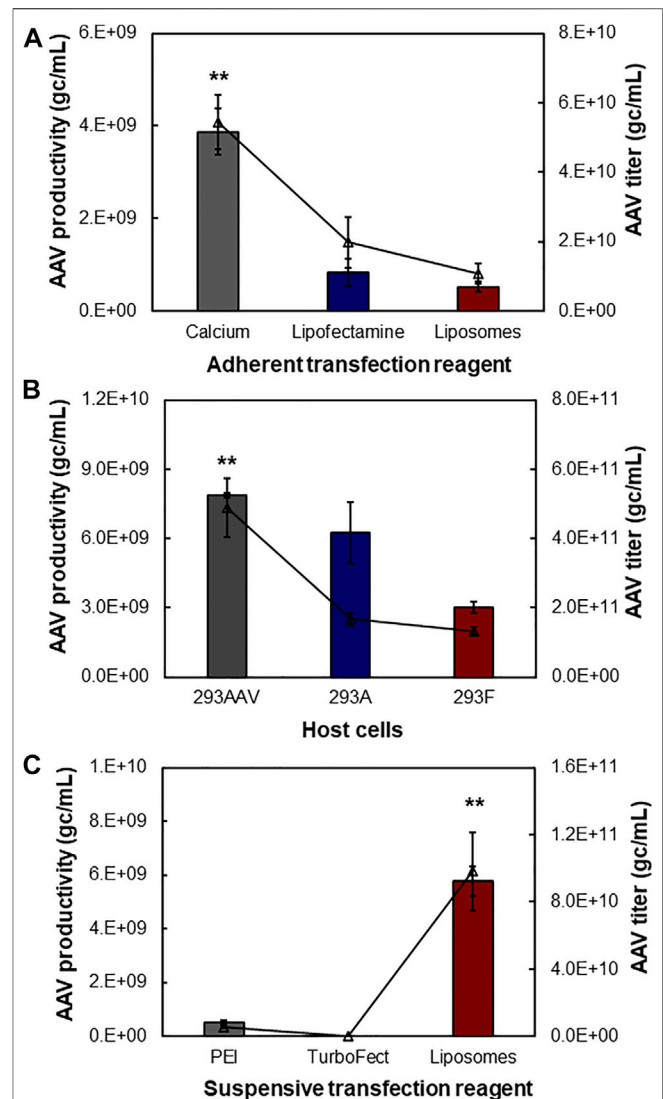 A
AAV productivity (gc/mL)
6.E+09
4.E+09
2.E+09
0.E+00
**
8.E+10
6.E+10
4.E+10
2.E+10
0.E+00
AAV titer (gc/mL)
Calcium Lipofectamine Liposomes
Adherent transfection reagent
B
AAV productivity (gc/mL)
1.2E+10
9.0E+09
6.0E+09
3.0E+09
0.0E+00
**
8.0E+11
6.0E+11
4.0E+11
2.0E+11
0.0E+00
AAV titer (gc/mL)
293AAV 293A 293F
Host cells
C
AAV productivity (gc/mL)
1.E+10
8.E+09
6.E+09
4.E+09
2.E+09
0.E+00
**
1.6E+11
1.2E+11
8.0E+10
4.0E+10
0.0E+00
AAV titer (gc/mL)
PEI TurboFect Liposomes
Suspensive transfection reagent